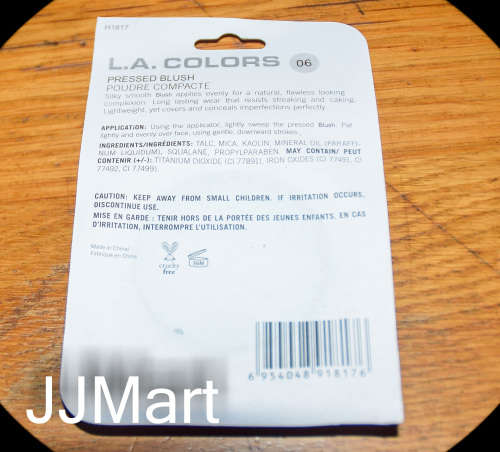 H1817
L.A. COLORS 06
PRESSED BLUSH
POUDRE COMPACTE
Silky smooth Blush applies evenly for a natural, flawless looking
complexion. Long lasting wear that resists streaking and caking.
Lightweight, yet covers and conceals imperfections perfectly.
APPLICATION: Using the applicator, lightly sweep the pressed Blush. Pat
lightly and evenly over face, using gentle, downward strokes.
INGREDIENTS/INGRÉDIENTS: TALC, MICA, KAOLIN, MINERAL OIL (PARAFFI-
NUM LIQUIDUM), SQUALANE, PROPYLPARABEN. MAY CONTAIN/ PEUT
CONTENIR (+/-): TITANIUM DIOXIDE (CI 77891), IRON OXIDES (CI 77491, CI
77492, CI 77499).
CAUTION: KEEP AWAY FROM SMALL CHILDREN. IF IRRITATION OCCURS,
DISCONTINUE USE.
MISE EN GARDE : TENIR HORS DE LA PORTÉE DES JEUNES ENFANTS. EN CAS
D'IRRITATION, INTERROMPRE L'UTILISATION.
Made in China/
Fabriqué en Chine
cruelty
free
6 954048 918176
JJMart